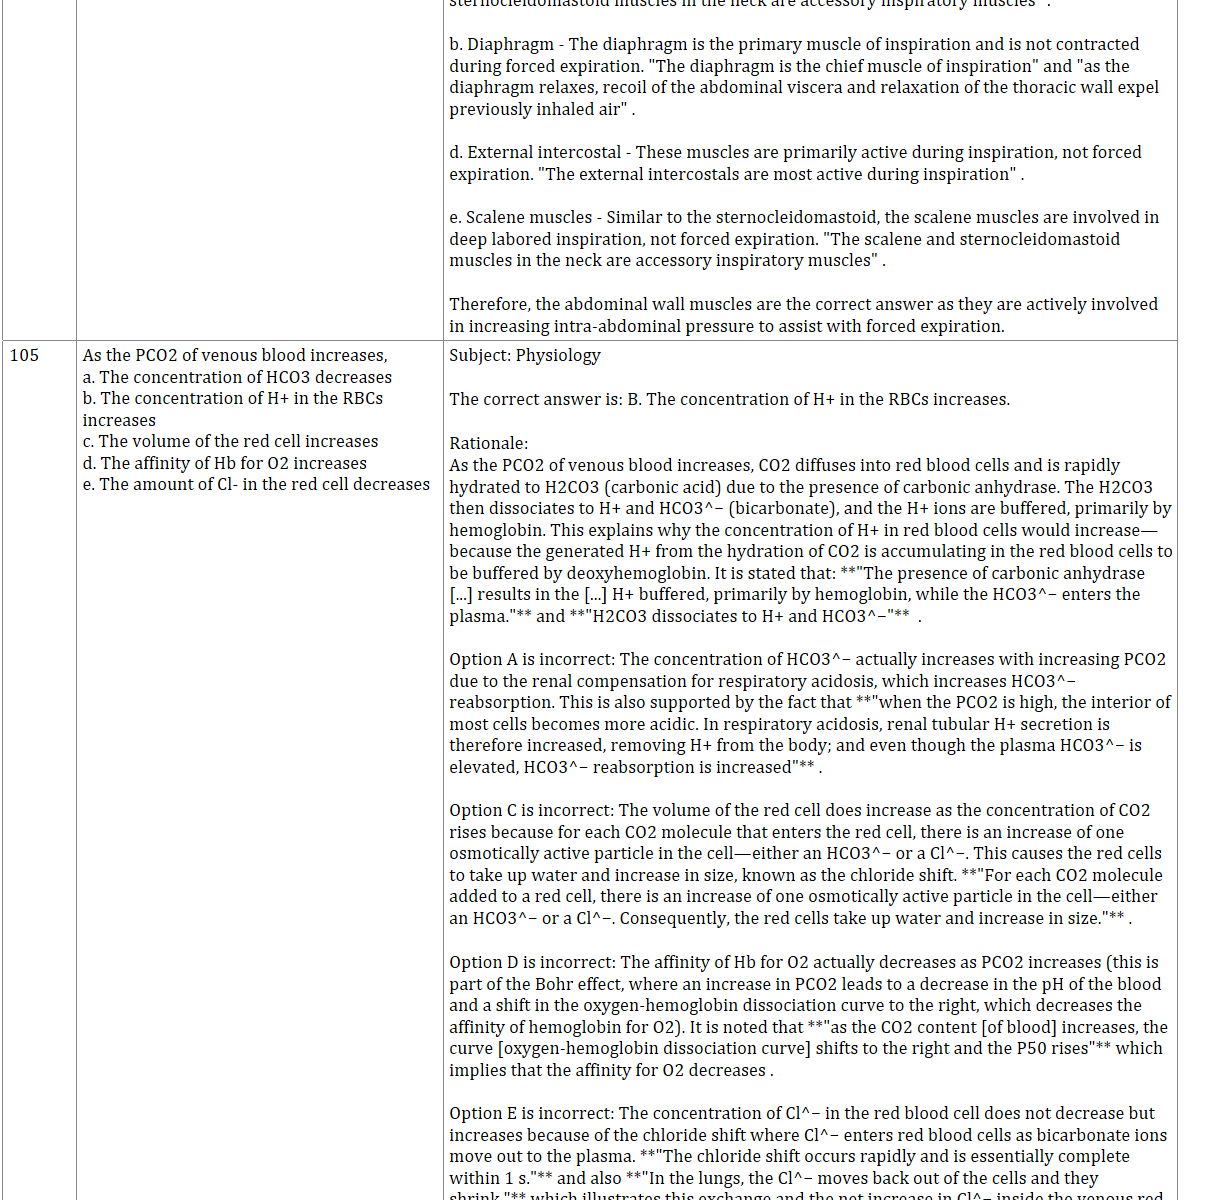 sternocleidomastoid muscles in the neck are accessory inspiratory muscles" .
b. Diaphragm - The diaphragm is the primary muscle of inspiration and is not contracted
during forced expiration. "The diaphragm is the chief muscle of inspiration" and "as the
diaphragm relaxes, recoil of the abdominal viscera and relaxation of the thoracic wall expel
previously inhaled air" .
d. External intercostal - These muscles are primarily active during inspiration, not forced
expiration. "The external intercostals are most active during inspiration" .
e. Scalene muscles - Similar to the sternocleidomastoid, the scalene muscles are involved in
deep labored inspiration, not forced expiration. "The scalene and sternocleidomastoid
muscles in the neck are accessory inspiratory muscles" .
Therefore, the abdominal wall muscles are the correct answer as they are actively involved
in increasing intra-abdominal pressure to assist with forced expiration.
105
As the PCO2 of venous blood increases,
a. The concentration of HCO3 decreases
b. The concentration of H+ in the RBCs
increases
c. The volume of the red cell increases
d. The affinity of Hb for O2 increases
e. The amount of Cl- in the red cell decreases
Subject: Physiology
The correct answer is: B. The concentration of H+ in the RBCs increases.
Rationale:
As the PCO2 of venous blood increases, CO2 diffuses into red blood cells and is rapidly
hydrated to H2CO3 (carbonic acid) due to the presence of carbonic anhydrase. The H2CO3
then dissociates to H+ and HCO3^− (bicarbonate), and the H+ ions are buffered, primarily by
hemoglobin. This explains why the concentration of H+ in red blood cells would increase—
because the generated H+ from the hydration of CO2 is accumulating in the red blood cells to
be buffered by deoxyhemoglobin. It is stated that: **"The presence of carbonic anhydrase
[...] results in the [...] H+ buffered, primarily by hemoglobin, while the HCO3^− enters the
plasma."** and **"H2CO3 dissociates to H+ and HCO3^−"** .
Option A is incorrect: The concentration of HCO3^− actually increases with increasing PCO2
due to the renal compensation for respiratory acidosis, which increases HCO3^−
reabsorption. This is also supported by the fact that **"when the PCO2 is high, the interior of
most cells becomes more acidic. In respiratory acidosis, renal tubular H+ secretion is
therefore increased, removing H+ from the body; and even though the plasma HCO3^− is
elevated, HCO3^− reabsorption is increased"** .
Option C is incorrect: The volume of the red cell does increase as the concentration of CO2
rises because for each CO2 molecule that enters the red cell, there is an increase of one
osmotically active particle in the cell—either an HCO3^− or a Cl^−. This causes the red cells
to take up water and increase in size, known as the chloride shift. **"For each CO2 molecule
added to a red cell, there is an increase of one osmotically active particle in the cell—either
an HCO3^− or a Cl^−. Consequently, the red cells take up water and increase in size."** .
Option D is incorrect: The affinity of Hb for O2 actually decreases as PCO2 increases (this is
part of the Bohr effect, where an increase in PCO2 leads to a decrease in the pH of the blood
and a shift in the oxygen-hemoglobin dissociation curve to the right, which decreases the
affinity of hemoglobin for O2). It is noted that **"as the CO2 content [of blood] increases, the
curve [oxygen-hemoglobin dissociation curve] shifts to the right and the P50 rises"** which
implies that the affinity for O2 decreases .
Option E is incorrect: The concentration of Cl^− in the red blood cell does not decrease but
increases because of the chloride shift where Cl^− enters red blood cells as bicarbonate ions
move out to the plasma. **"The chloride shift occurs rapidly and is essentially complete
within 1 s."** and also **"In the lungs, the Cl^− moves back out of the cells and they
shrink."** which illustrates this exchange and the net increase in Cl^− inside the venous red